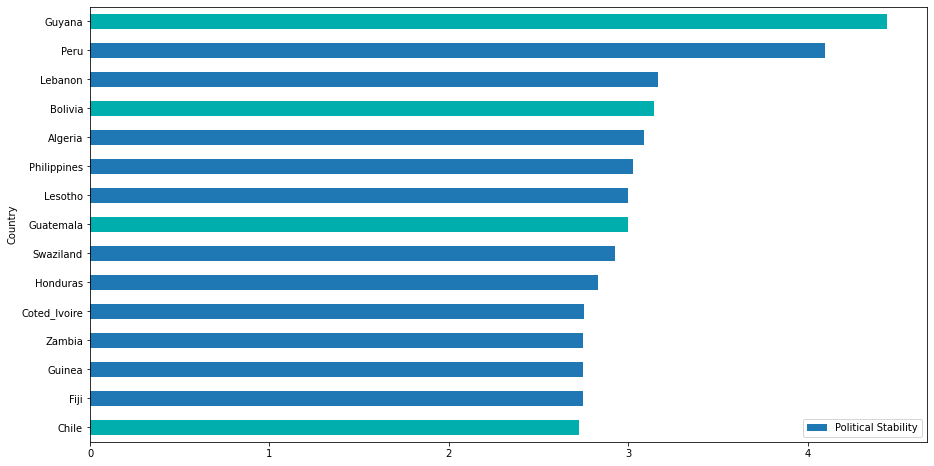 Guyana
Peru
Lebanon
Bolivia
Algeria
Philippines
Lesotho
Guatemala
Swaziland
Honduras
Coted_Ivoire
Zambia
Guinea
Fiji
Chile
Country
Political Stability
0 1 2 3 4